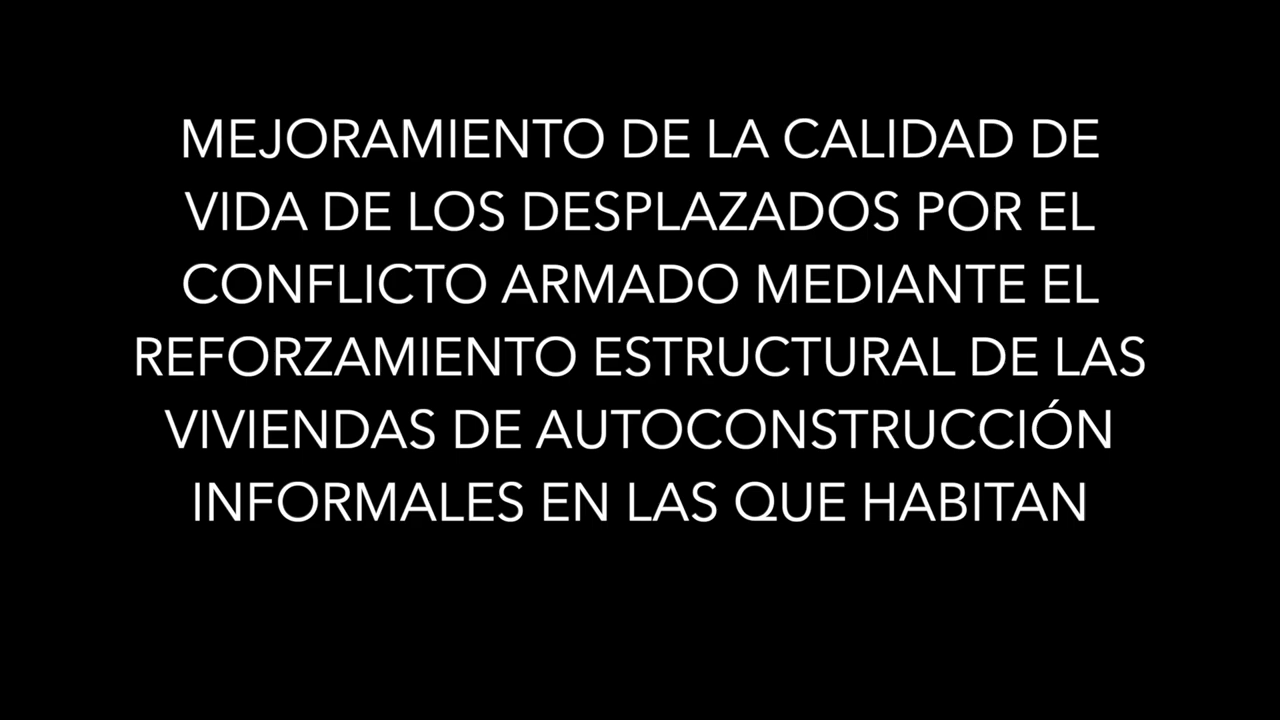 MEJORAMIENTO DE LA CALIDAD DE
VIDA DE LOS DESPLAZADOS POR EL
CONFLICTO ARMADO MEDIANTE EL
REFORZAMIENTO ESTRUCTURAL DE LAS
VIVIENDAS DE AUTOCONSTRUCCIÓN
INFORMALES EN LAS QUE HABITAN